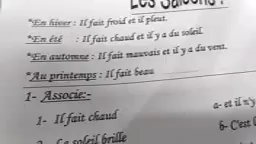 Les Saisons :
*En hiver : Il fait froid et il pleut.
*En été : Il fait chaud et il y a du soleil.
*En automne : Il fait mauvais et il y a du vent.
*Au printemps : Il fait beau
1- Associe:-
1- Il fait chaud a- et il n'y
2- Le soleil brille b- C'est l